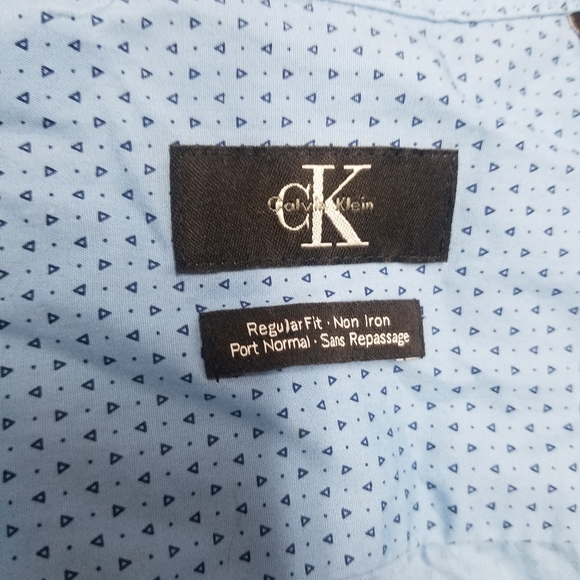 CK
Calvin Klein
Regular Fit · Non Iron
Port Normal · Sans Repassage